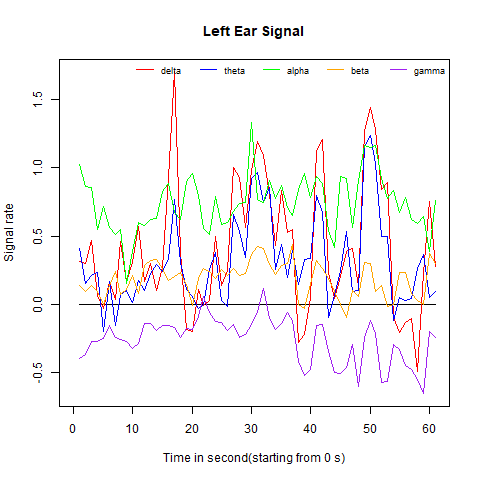 Left Ear Signal
delta theta alpha beta gamma
Signal rate
1.5
1.0
0.5
0.0
-0.5
0 10 20 30 40 50 60
Time in second(starting from 0 s)